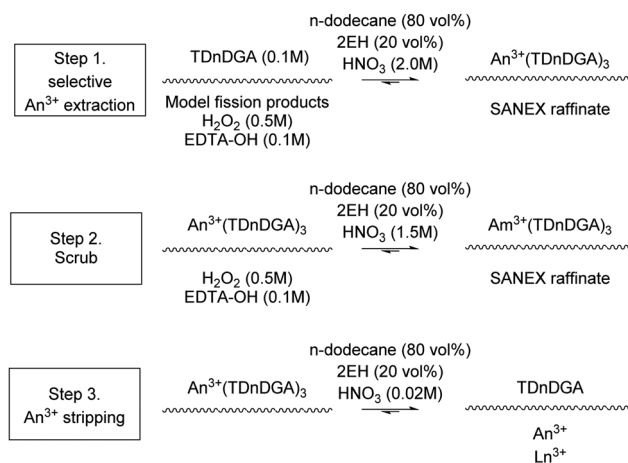 Step 1.
selective
An³⁺ extraction
TDnDGA (0.1M)
Model fission products
H₂O₂ (0.5M)
EDTA-OH (0.1M)
n-dodecane (80 vol%)
2EH (20 vol%)
HNO₃ (2.0M)
An³⁺(TDnDGA)₃
SANEX raffinate
Step 2.
Scrub
An³⁺(TDnDGA)₃
H₂O₂ (0.5M)
EDTA-OH (0.1M)
n-dodecane (80 vol%)
2EH (20 vol%)
HNO₃ (1.5M)
Am³⁺(TDnDGA)₃
SANEX raffinate
Step 3.
An³⁺ stripping
An³⁺(TDnDGA)₃
n-dodecane (80 vol%)
2EH (20 vol%)
HNO₃ (0.02M)
TDnDGA
An³⁺
Ln³⁺